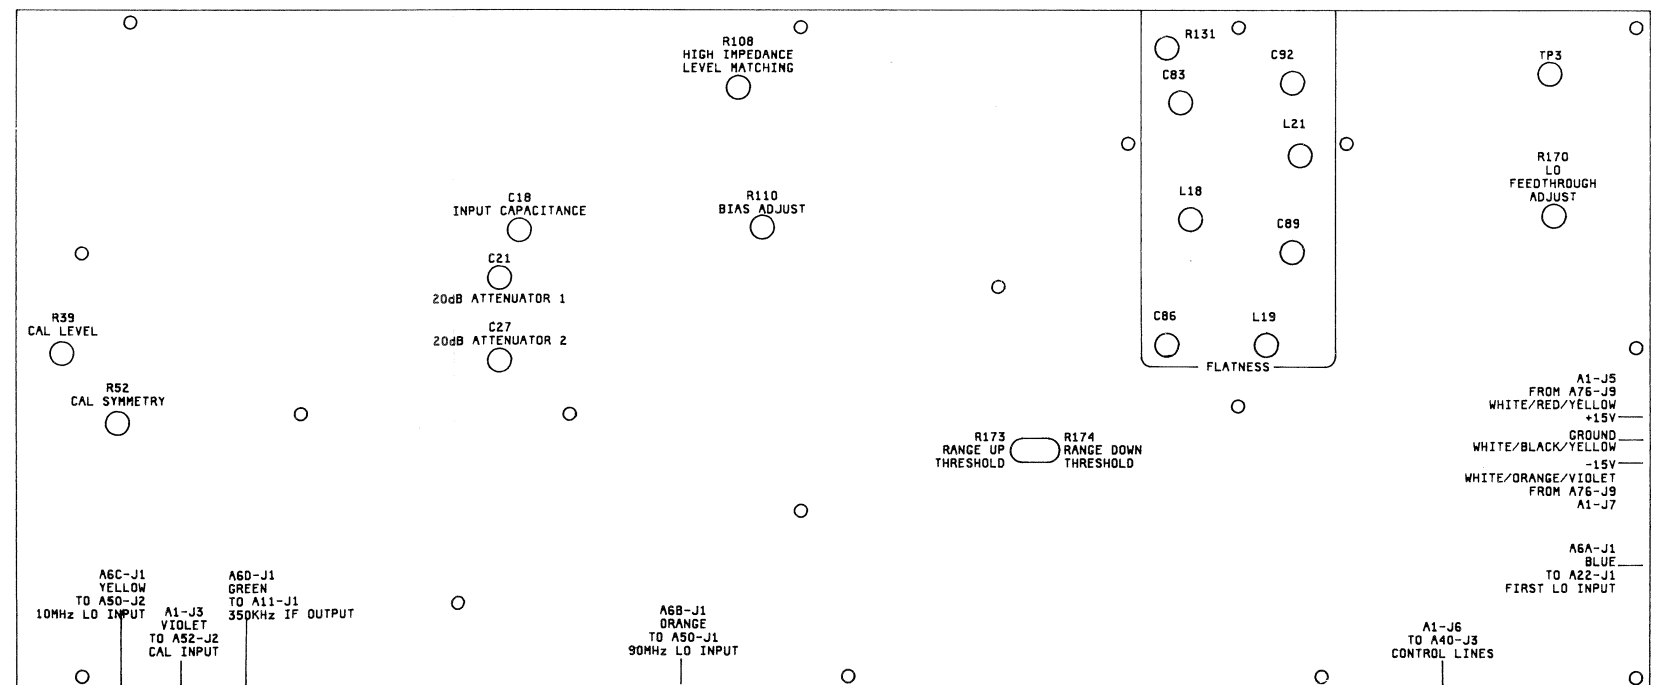 R108
HIGH IMPEDANCE
LEVEL MATCHING
R131
C83
C92
L21
L18
C89
C86
L19
FLATNESS
TP3
R170
LO
FEEDTHROUGH
ADJUST
C18
INPUT CAPACITANCE
R110
BIAS ADJUST
C21
20dB ATTENUATOR 1
C27
20dB ATTENUATOR 2
R39
CAL LEVEL
R52
CAL SYMMETRY
R173
RANGE UP
THRESHOLD
R174
RANGE DOWN
THRESHOLD
A1-J5
FROM A76-J9
WHITE/RED/YELLOW
+15V
GROUND
WHITE/BLACK/YELLOW
-15V
WHITE/ORANGE/VIOLET
FROM A76-J9
A1-J7
A6A-J1
BLUE
TO A22-J1
FIRST LO INPUT
A6C-J1
YELLOW
TO A50-J2
10MHz LO INPUT
A1-J3
VIOLET
TO A52-J2
CAL INPUT
A6D-J1
GREEN
TO A11-J1
350KHz IF OUTPUT
A6B-J1
ORANGE
TO A50-J1
90MHz LO INPUT
A1-J6
TO A40-J3
CONTROL LINES